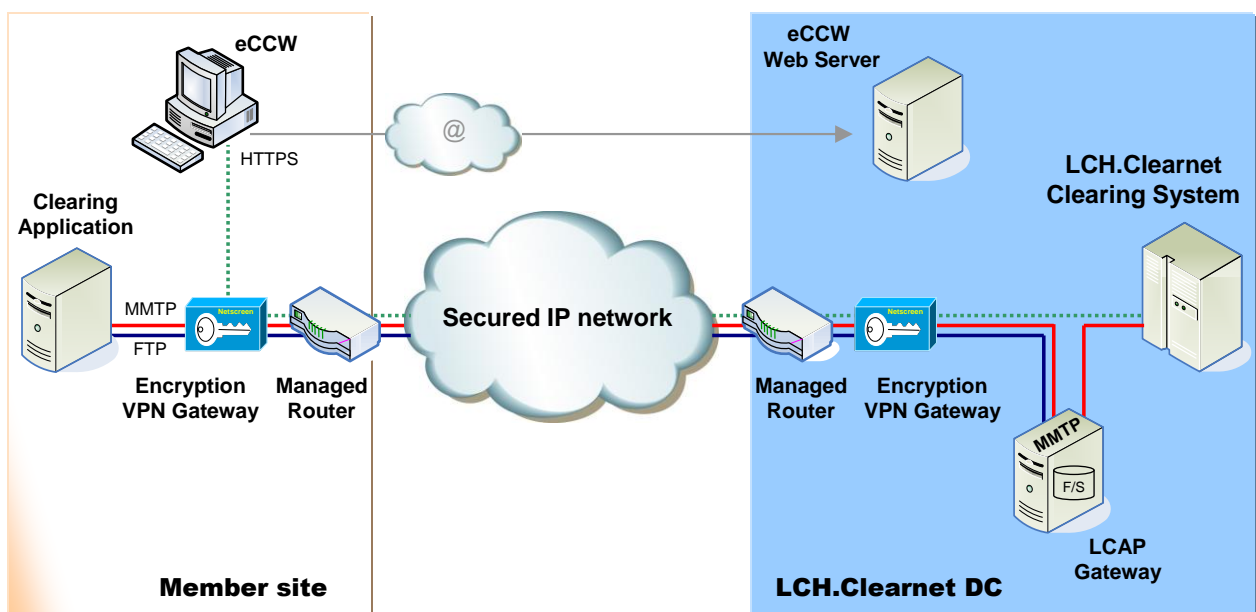 eCCW
eCCW
Web Server
@
HTTPS
LCH.Clearnet
Clearing System
Clearing
Application
MMTP
FTP
Netscreen
Secured IP network
Netscreen
Encryption
VPN Gateway
Managed
Router
Managed
Router
Encryption
VPN Gateway
MMTP
F/S
LCAP
Gateway
Member site
LCH.Clearnet DC